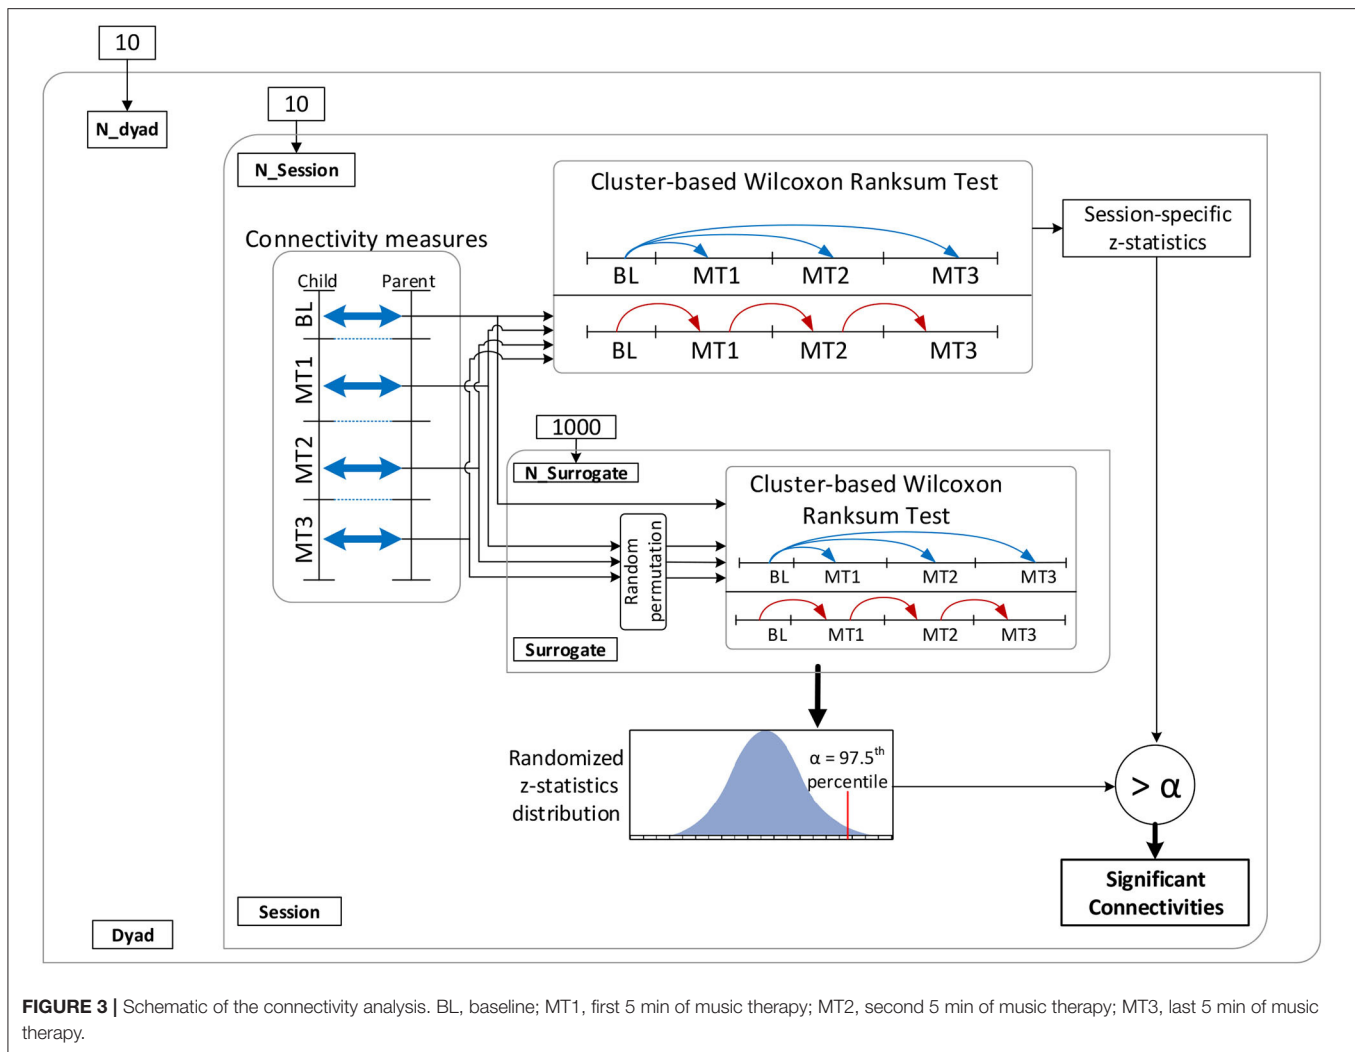 10
N_dyad
10
N_Session
Connectivity measures
Child Parent
BL
MT1
MT2
MT3
Cluster-based Wilcoxon Ranksum Test
BL MT1 MT2 MT3
BL MT1 MT2 MT3
Session-specific
z-statistics
1000
N_Surrogate
Random
permutation
Cluster-based Wilcoxon
Ranksum Test
BL MT1 MT2 MT3
BL MT1 MT2 MT3
Surrogate
Randomized
z-statistics
distribution
α = 97.5th
percentile
> α
Significant
Connectivities
Session
Dyad
FIGURE 3 | Schematic of the connectivity analysis. BL, baseline; MT1, first 5 min of music therapy; MT2, second 5 min of music therapy; MT3, last 5 min of music
therapy.